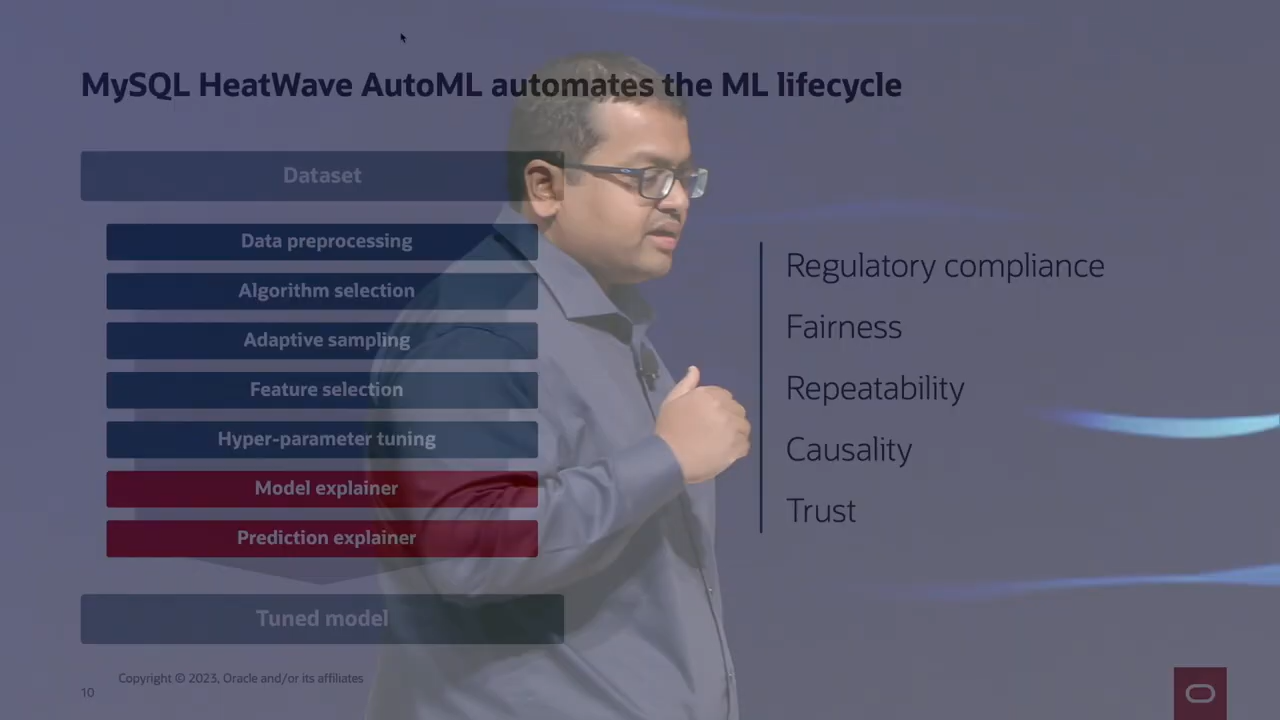 MySQL HeatWave AutoML automates the ML lifecycle
Dataset
Data preprocessing
Algorithm selection
Adaptive sampling
Feature selection
Hyper-parameter tuning
Model explainer
Prediction explainer
Tuned model
Regulatory compliance
Fairness
Repeatability
Causality
Trust
Copyright © 2023, Oracle and/or its affiliates
10